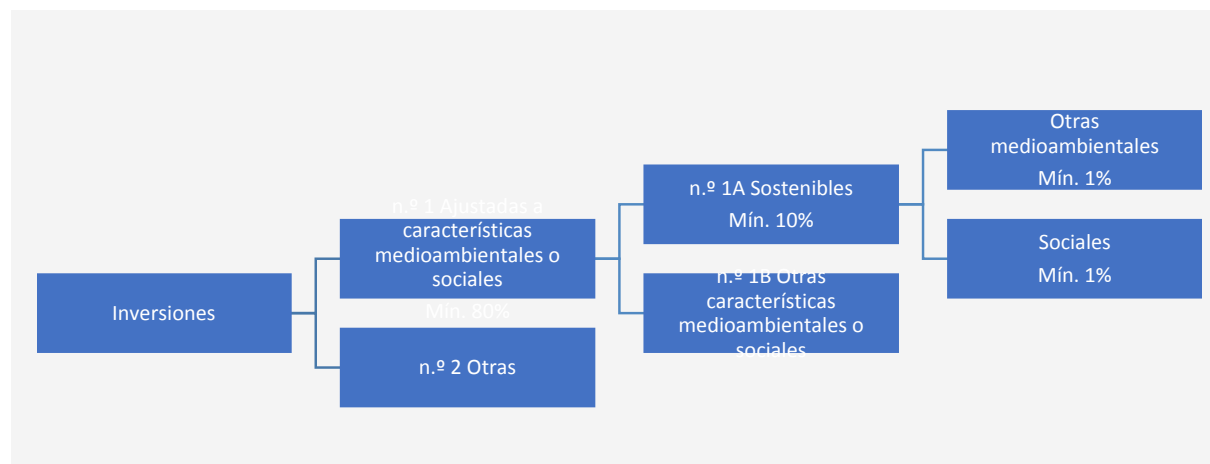 Inversiones
n.º 1 Ajustadas a
características
medioambientales o
sociales
Mín. 80%
n.º 2 Otras
n.º 1A Sostenibles
Mín. 10%
n.º 1B Otras
características
medioambientales o
sociales
Otras
medioambientales
Mín. 1%
Sociales
Mín. 1%